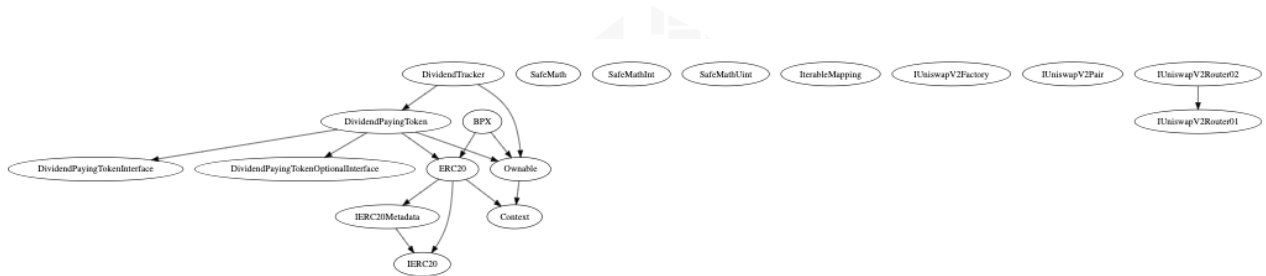 DividendTracker SafeMath SafeMathInt SafeMathUint IterableMapping IUniswapV2Factory IUniswapV2Pair IUniswapV2Router02
DividendPayingToken BPX IUniswapV2Router01
DividendPayingTokenInterface DividendPayingTokenOptionalInterface ERC20 Ownable
IERC20Metadata Context
IERC20